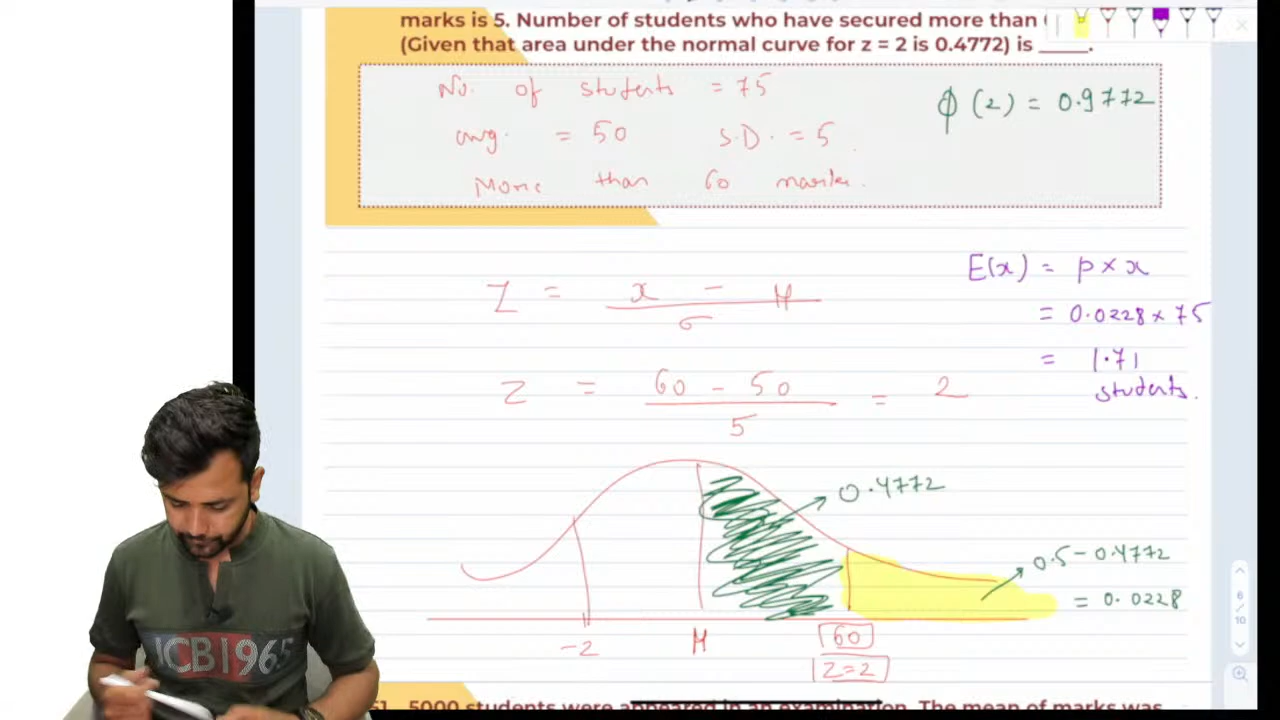 marks is 5. Number of students who have secured more than
(Given that area under the normal curve for z = 2 is 0.4772) is ____.
No. of students = 75
avg. = 50 S.D. = 5
More than 60 marks.
φ (2) = 0.9772
Z = x - μ / σ
Z = 60 - 50 / 5 = 2
E(x) = p × x
= 0.0228 × 75
= 1.71
students.
0.4772
0.5 - 0.4772
= 0.0228
-2 μ 60
Z=2
5000 students were appeared in an examination. The mean of marks was
6
/
10